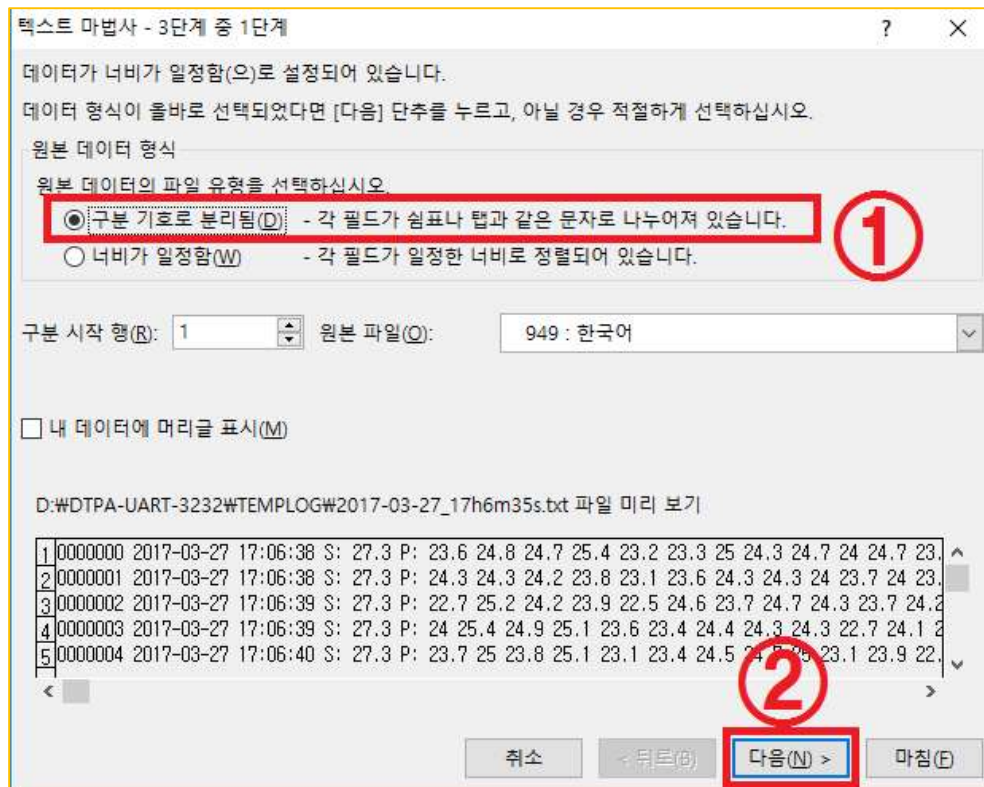 텍스트 마법사 - 3단계 중 1단계 ? ×
데이터가 너비가 일정함(으)로 설정되어 있습니다.
데이터 형식이 올바로 선택되었다면 [다음] 단추를 누르고, 아닐 경우 적절하게 선택하십시오.
원본 데이터 형식
원본 데이터의 파일 유형을 선택하십시오.
구분 기호로 분리됨(D) - 각 필드가 쉼표나 탭과 같은 문자로 나누어져 있습니다.
①
너비가 일정함(W) - 각 필드가 일정한 너비로 정렬되어 있습니다.
구분 시작 행(R): 1 원본 파일(O): 949 : 한국어
내 데이터에 머리글 표시(M)
D:₩DTPA-UART-3232₩TEMPLOG₩2017-03-27_17h6m35s.txt 파일 미리 보기
1 0000000 2017-03-27 17:06:38 S: 27.3 P: 23.6 24.8 24.7 25.4 23.2 23.3 25 24.3 24.7 24 24.7 23.
2 0000001 2017-03-27 17:06:38 S: 27.3 P: 24.3 24.3 24.2 23.8 23.1 23.6 24.3 24.3 24 23.7 24 23.
3 0000002 2017-03-27 17:06:39 S: 27.3 P: 22.7 25.2 24.2 23.9 22.5 24.6 23.7 24.7 24.3 23.7 24.2
4 0000003 2017-03-27 17:06:39 S: 27.3 P: 24 25.4 24.9 25.1 23.6 23.4 24.4 24.3 24.3 22.7 24.1 2
5 0000004 2017-03-27 17:06:40 S: 27.3 P: 23.7 25 23.8 25.1 23.1 23.4 24.5 23.1 23.9 22.
②
취소 < 뒤로(B) 다음(N) > 마침(F)